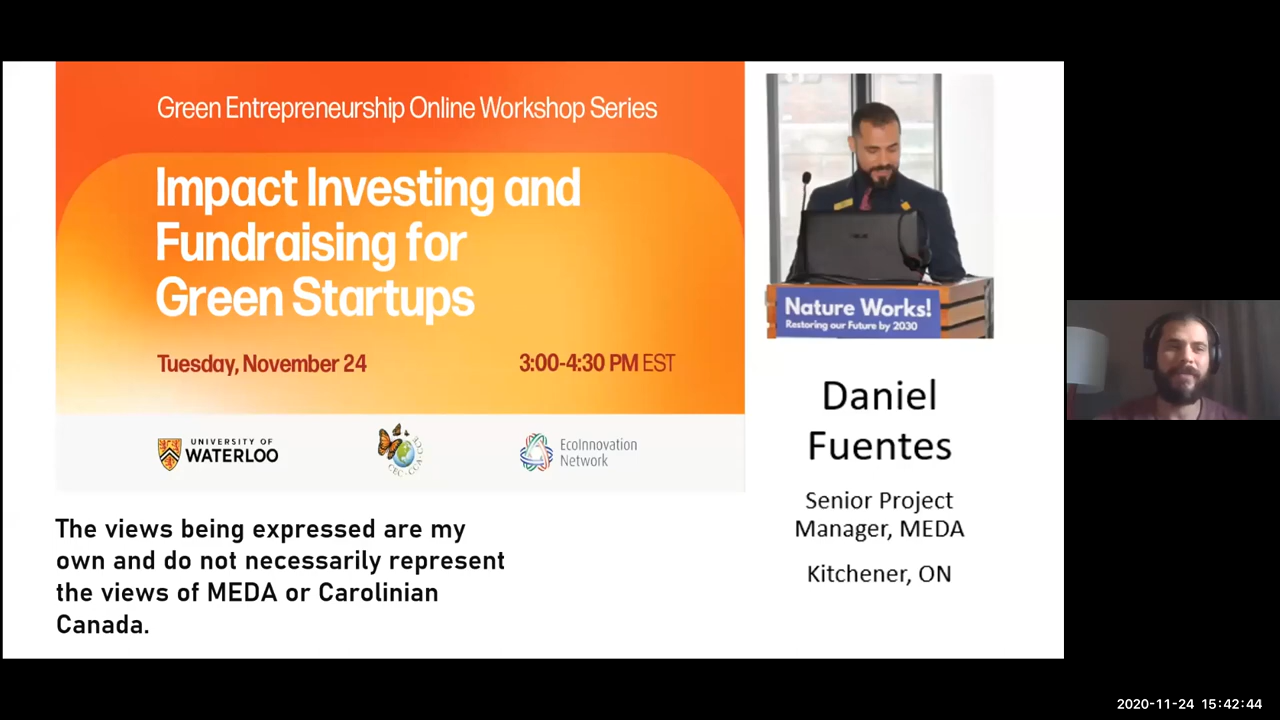 Green Entrepreneurship Online Workshop Series
Impact Investing and
Fundraising for
Green Startups
Tuesday, November 24
3:00-4:30 PM EST
UNIVERSITY OF
WATERLOO
CEC·CCA·CCE
EcoInnovation
Network
The views being expressed are my
own and do not necessarily represent
the views of MEDA or Carolinian
Canada.
Nature Works!
Restoring our Future by 2030
Daniel
Fuentes
Senior Project
Manager, MEDA
Kitchener, ON
2020-11-24 15:42:44